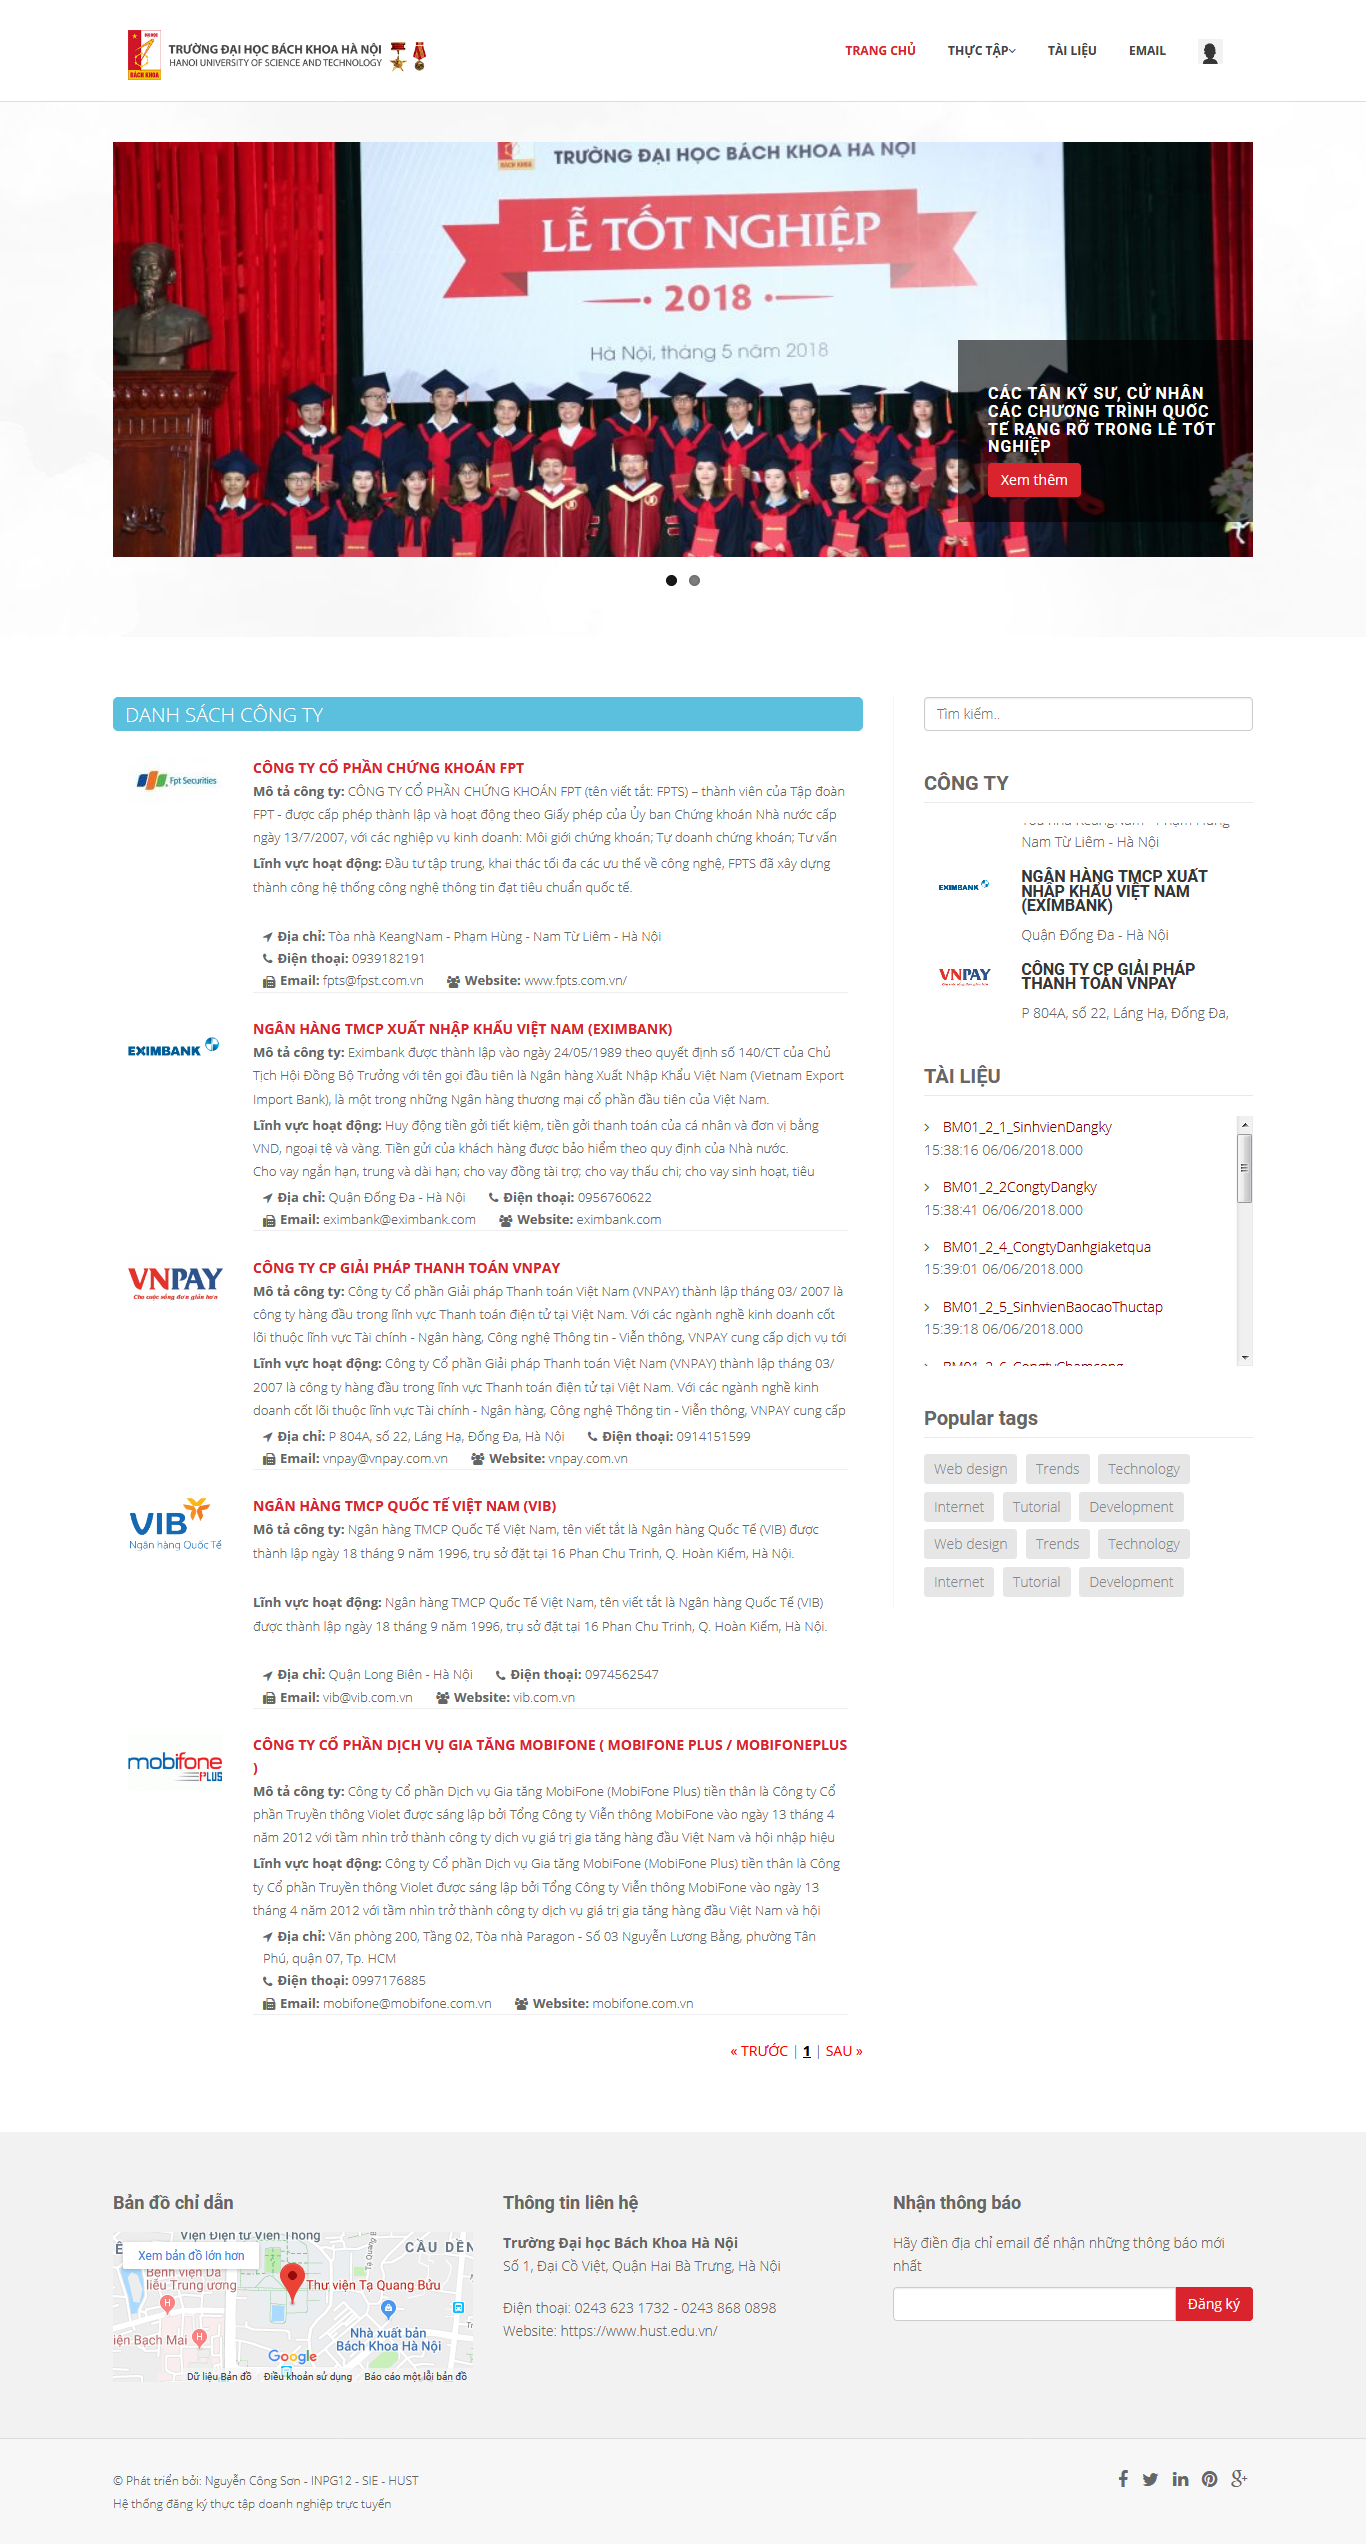 TRƯỜNG ĐẠI HỌC BÁCH KHOA HÀ NỘI
HANOI UNIVERSITY OF SCIENCE AND TECHNOLOGY
BÁCH KHOA
TRANG CHỦ
THỰC TẬP
TÀI LIỆU
EMAIL
BÁCH KHOA
TRƯỜNG ĐẠI HỌC BÁCH KHOA HÀ NỘI
LỄ TỐT NGHIỆP
2018
Hà Nội, tháng 5 năm 2018
CÁC TÂN KỸ SƯ, CỬ NHÂN
CÁC CHƯƠNG TRÌNH QUỐC
TẾ RẠNG RỠ TRONG LỄ TỐT
NGHIỆP
Xem thêm
DANH SÁCH CÔNG TY
Fpt Securities
CÔNG TY CỔ PHẦN CHỨNG KHOÁN FPT
Mô tả công ty: CÔNG TY CỔ PHẦN CHỨNG KHOÁN FPT (tên viết tắt: FPTS) – thành viên của Tập đoàn
FPT - được cấp phép thành lập và hoạt động theo Giấy phép của Ủy ban Chứng khoán Nhà nước cấp
ngày 13/7/2007, với các nghiệp vụ kinh doanh: Môi giới chứng khoán; Tự doanh chứng khoán; Tư vấn
Lĩnh vực hoạt động: Đầu tư tập trung, khai thác tối đa các ưu thế về công nghệ, FPTS đã xây dựng
thành công hệ thống công nghệ thông tin đạt tiêu chuẩn quốc tế.
Địa chỉ: Tòa nhà KeangNam - Phạm Hùng - Nam Từ Liêm - Hà Nội
Điện thoại: 0939182191
Email: fpts@fpst.com.vn Website: www.fpts.com.vn/
EXIMBANK
NGÂN HÀNG TMCP XUẤT NHẬP KHẨU VIỆT NAM (EXIMBANK)
Mô tả công ty: Eximbank được thành lập vào ngày 24/05/1989 theo quyết định số 140/CT của Chủ
Tịch Hội Đồng Bộ Trưởng với tên gọi đầu tiên là Ngân hàng Xuất Nhập Khẩu Việt Nam (Vietnam Export
Import Bank), là một trong những Ngân hàng thương mại cổ phần đầu tiên của Việt Nam.
Lĩnh vực hoạt động: Huy động tiền gởi tiết kiệm, tiền gởi thanh toán của cá nhân và đơn vị bằng
VND, ngoại tệ và vàng. Tiền gửi của khách hàng được bảo hiểm theo quy định của Nhà nước.
Cho vay ngắn hạn, trung và dài hạn; cho vay đồng tài trợ; cho vay thấu chi; cho vay sinh hoạt, tiêu
Địa chỉ: Quận Đống Đa - Hà Nội Điện thoại: 0956760622
Email: eximbank@eximbank.com Website: eximbank.com
VNPAY
Cho cuộc sống đơn giản hơn
CÔNG TY CP GIẢI PHÁP THANH TOÁN VNPAY
Mô tả công ty: Công ty Cổ phần Giải pháp Thanh toán Việt Nam (VNPAY) thành lập tháng 03/ 2007 là
công ty hàng đầu trong lĩnh vực Thanh toán điện tử tại Việt Nam. Với các ngành nghề kinh doanh cốt
lõi thuộc lĩnh vực Tài chính - Ngân hàng, Công nghệ Thông tin - Viễn thông, VNPAY cung cấp dịch vụ tới
Lĩnh vực hoạt động: Công ty Cổ phần Giải pháp Thanh toán Việt Nam (VNPAY) thành lập tháng 03/
2007 là công ty hàng đầu trong lĩnh vực Thanh toán điện tử tại Việt Nam. Với các ngành nghề kinh
doanh cốt lõi thuộc lĩnh vực Tài chính - Ngân hàng, Công nghệ Thông tin - Viễn thông, VNPAY cung cấp
Địa chỉ: P 804A, số 22, Láng Hạ, Đống Đa, Hà Nội Điện thoại: 0914151599
Email: vnpay@vnpay.com.vn Website: vnpay.com.vn
VIB
Ngân hàng Quốc Tế
NGÂN HÀNG TMCP QUỐC TẾ VIỆT NAM (VIB)
Mô tả công ty: Ngân hàng TMCP Quốc Tế Việt Nam, tên viết tắt là Ngân hàng Quốc Tế (VIB) được
thành lập ngày 18 tháng 9 năm 1996, trụ sở đặt tại 16 Phan Chu Trinh, Q. Hoàn Kiếm, Hà Nội.
Lĩnh vực hoạt động: Ngân hàng TMCP Quốc Tế Việt Nam, tên viết tắt là Ngân hàng Quốc Tế (VIB)
được thành lập ngày 18 tháng 9 năm 1996, trụ sở đặt tại 16 Phan Chu Trinh, Q. Hoàn Kiếm, Hà Nội.
Địa chỉ: Quận Long Biên - Hà Nội Điện thoại: 0974562547
Email: vib@vib.com.vn Website: vib.com.vn
mobifone
PLUS
CÔNG TY CỔ PHẦN DỊCH VỤ GIA TĂNG MOBIFONE ( MOBIFONE PLUS / MOBIFONEPLUS
)
Mô tả công ty: Công ty Cổ phần Dịch vụ Gia tăng MobiFone (MobiFone Plus) tiền thân là Công ty Cổ
phần Truyền thông Violet được sáng lập bởi Tổng Công ty Viễn thông MobiFone vào ngày 13 tháng 4
năm 2012 với tầm nhìn trở thành công ty dịch vụ giá trị gia tăng hàng đầu Việt Nam và hội nhập hiệu
Lĩnh vực hoạt động: Công ty Cổ phần Dịch vụ Gia tăng MobiFone (MobiFone Plus) tiền thân là Công
ty Cổ phần Truyền thông Violet được sáng lập bởi Tổng Công ty Viễn thông MobiFone vào ngày 13
tháng 4 năm 2012 với tầm nhìn trở thành công ty dịch vụ giá trị gia tăng hàng đầu Việt Nam và hội
Địa chỉ: Văn phòng 200, Tầng 02, Tòa nhà Paragon - Số 03 Nguyễn Lương Bằng, phường Tân
Phú, quận 07, Tp. HCM
Điện thoại: 0997176885
Email: mobifone@mobifone.com.vn Website: mobifone.com.vn
« TRƯỚC | 1 | SAU »
Tìm kiếm..
CÔNG TY
Nam Từ Liêm - Hà Nội
EXIMBANK
NGÂN HÀNG TMCP XUẤT
NHẬP KHẨU VIỆT NAM
(EXIMBANK)
Quận Đống Đa - Hà Nội
VNPAY
CÔNG TY CP GIẢI PHÁP
THANH TOÁN VNPAY
P 804A, số 22, Láng Hạ, Đống Đa,
TÀI LIỆU
BM01_2_1_SinhvienDangky
15:38:16 06/06/2018.000
BM01_2_2CongtyDangky
15:38:41 06/06/2018.000
BM01_2_4_CongtyDanhgiaketqua
15:39:01 06/06/2018.000
BM01_2_5_SinhvienBaocaoThuctap
15:39:18 06/06/2018.000
BM01_2_6_CongtyChamcong
Popular tags
Web design Trends Technology
Internet Tutorial Development
Web design Trends Technology
Internet Tutorial Development
Bản đồ chỉ dẫn
Viện Điện tử Viễn Thông
Xem bản đồ lớn hơn
CẦU DỀN
Tạ Quang B
Bệnh viện Da
liễu Trung ương
Thư viện Tạ Quang Bửu
iện Bạch Mai
Nhà xuất bản
Bách Khoa Hà Nội
Google
Dữ liệu Bản đồ Điều khoản sử dụng Báo cáo một lỗi bản đồ
Thông tin liên hệ
Trường Đại học Bách Khoa Hà Nội
Số 1, Đại Cồ Việt, Quận Hai Bà Trưng, Hà Nội
Điện thoại: 0243 623 1732 - 0243 868 0898
Website: https://www.hust.edu.vn/
Nhận thông báo
Hãy điền địa chỉ email để nhận những thông báo mới
nhất
Đăng ký
© Phát triển bởi: Nguyễn Công Sơn - INPG12 - SIE - HUST
Hệ thống đăng ký thực tập doanh nghiệp trực tuyến